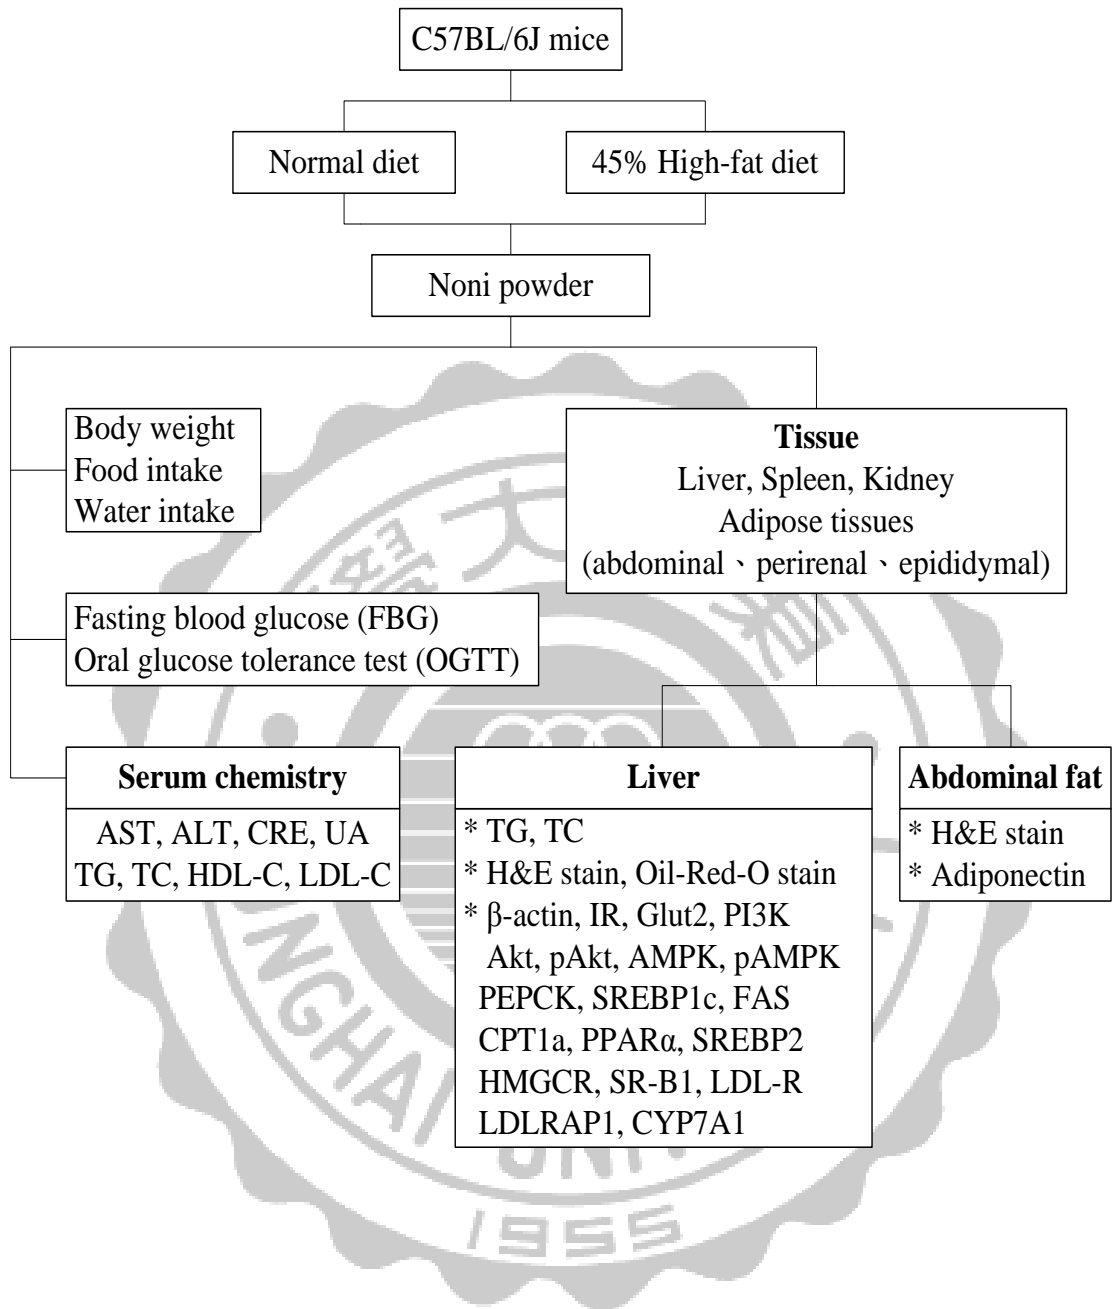 C57BL/6J mice
Normal diet
45% High-fat diet
Noni powder
Body weight
Food intake
Water intake
Tissue
Liver, Spleen, Kidney
Adipose tissues
(abdominal、perirenal、epididymal)
Fasting blood glucose (FBG)
Oral glucose tolerance test (OGTT)
Serum chemistry
AST, ALT, CRE, UA
TG, TC, HDL-C, LDL-C
Liver
* TG, TC
* H&E stain, Oil-Red-O stain
* β-actin, IR, Glut2, PI3K
Akt, pAkt, AMPK, pAMPK
PEPCK, SREBP1c, FAS
CPT1a, PPARα, SREBP2
HMGCR, SR-B1, LDL-R
LDLRAP1, CYP7A1
Abdominal fat
* H&E stain
* Adiponectin
1955